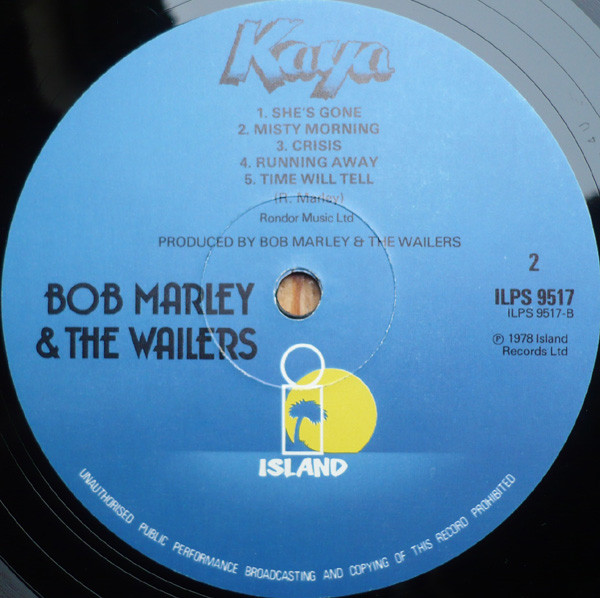 Kaya
1. SHE'S GONE
2. MISTY MORNING
3. CRISIS
4. RUNNING AWAY
5. TIME WILL TELL
(R. Marley)
Rondor Music Ltd
PRODUCED BY BOB MARLEY & THE WAILERS
2
BOB MARLEY
& THE WAILERS
ILPS 9517
ILPS 9517-B
℗ 1978 Island
Records Ltd
ISLAND
UNAUTHORISED PUBLIC PERFORMANCE BROADCASTING AND COPYING OF THIS RECORD PROHIBITED